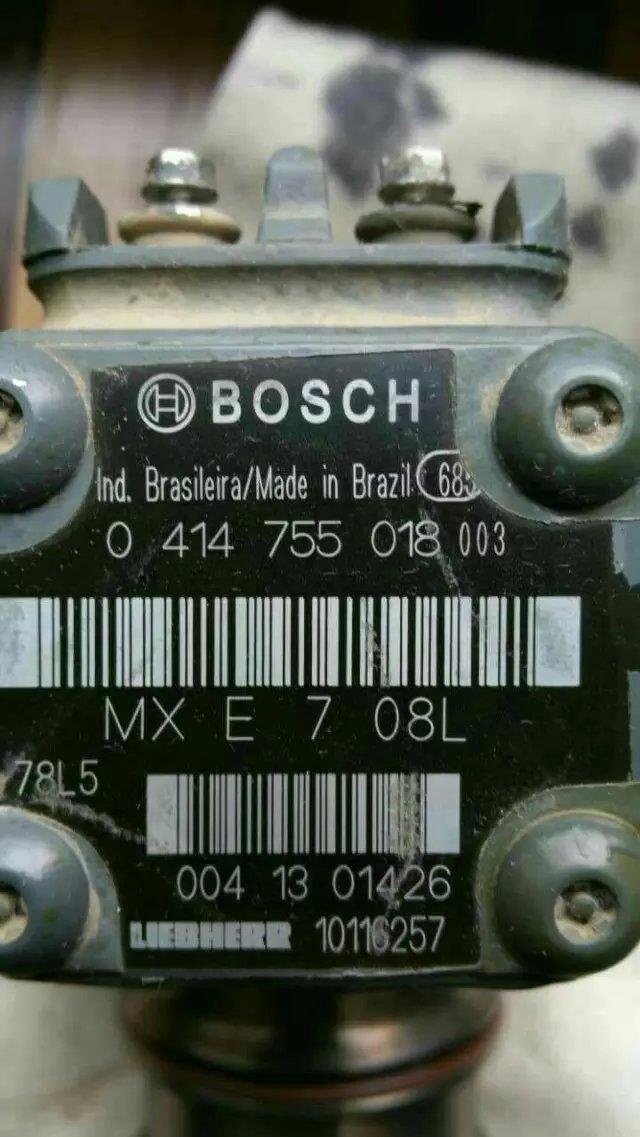 BOSCH
Ind. Brasileira/Made in Brazil
0 414 755 018 003
MX E 7 08L
78L5
004 13 01426
LIEBHERR 10116257